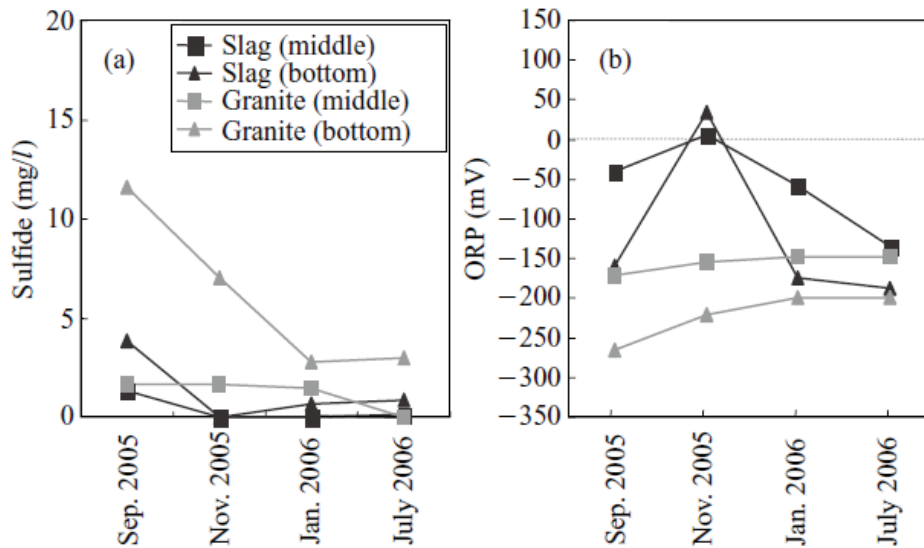 (a)
Slag (middle)
Slag (bottom)
Granite (middle)
Granite (bottom)
Sulfide (mg/l)
20
15
10
5
0
Sep. 2005
Nov. 2005
Jan. 2006
July 2006
(b)
ORP (mV)
150
100
50
0
−50
−100
−150
−200
−250
−300
−350
Sep. 2005
Nov. 2005
Jan. 2006
July 2006